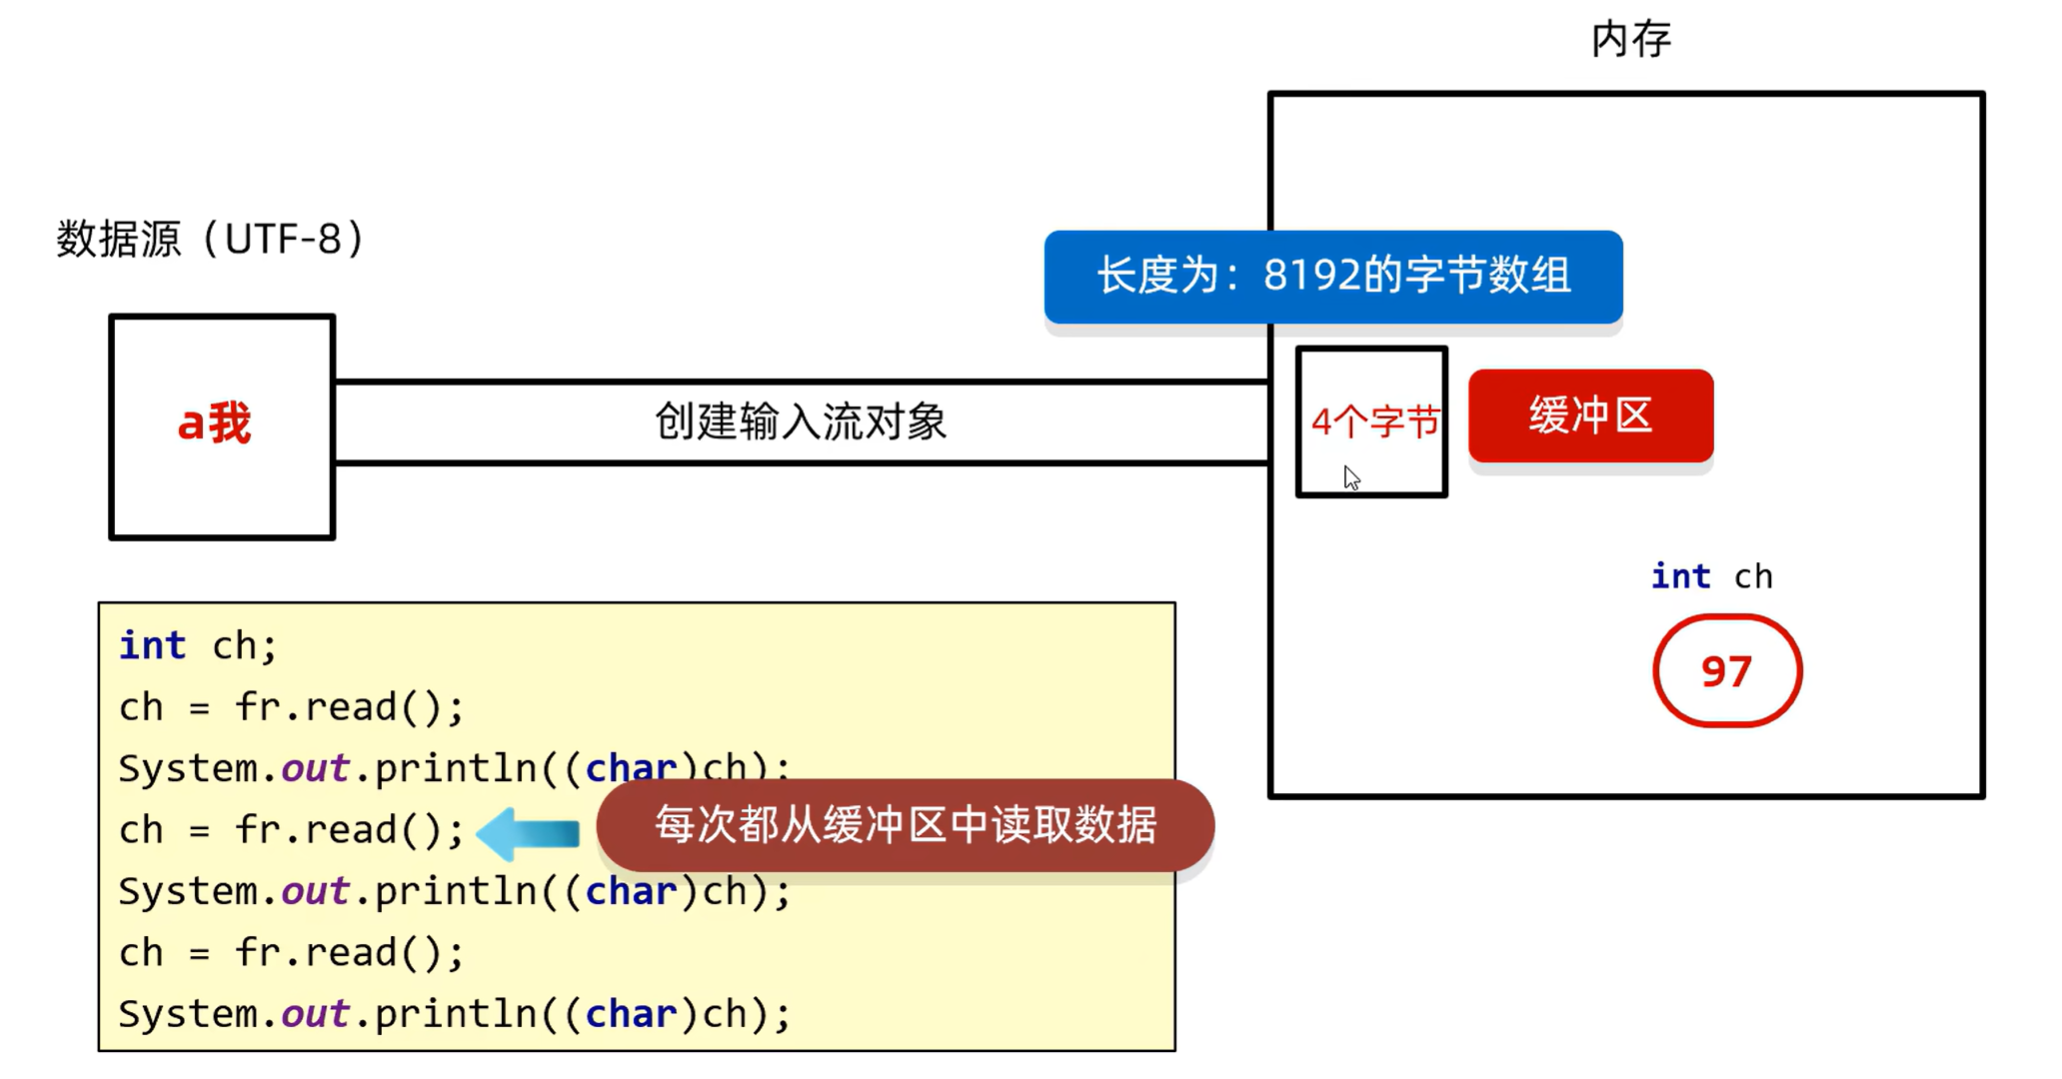 内存
数据源（UTF-8）
长度为：8192的字节数组
a我
创建输入流对象
4个字节
缓冲区
int ch
97
int ch;
ch = fr.read();
System.out.println((char)ch);
ch = fr.read();
每次都从缓冲区中读取数据
System.out.println((char)ch);
ch = fr.read();
System.out.println((char)ch);